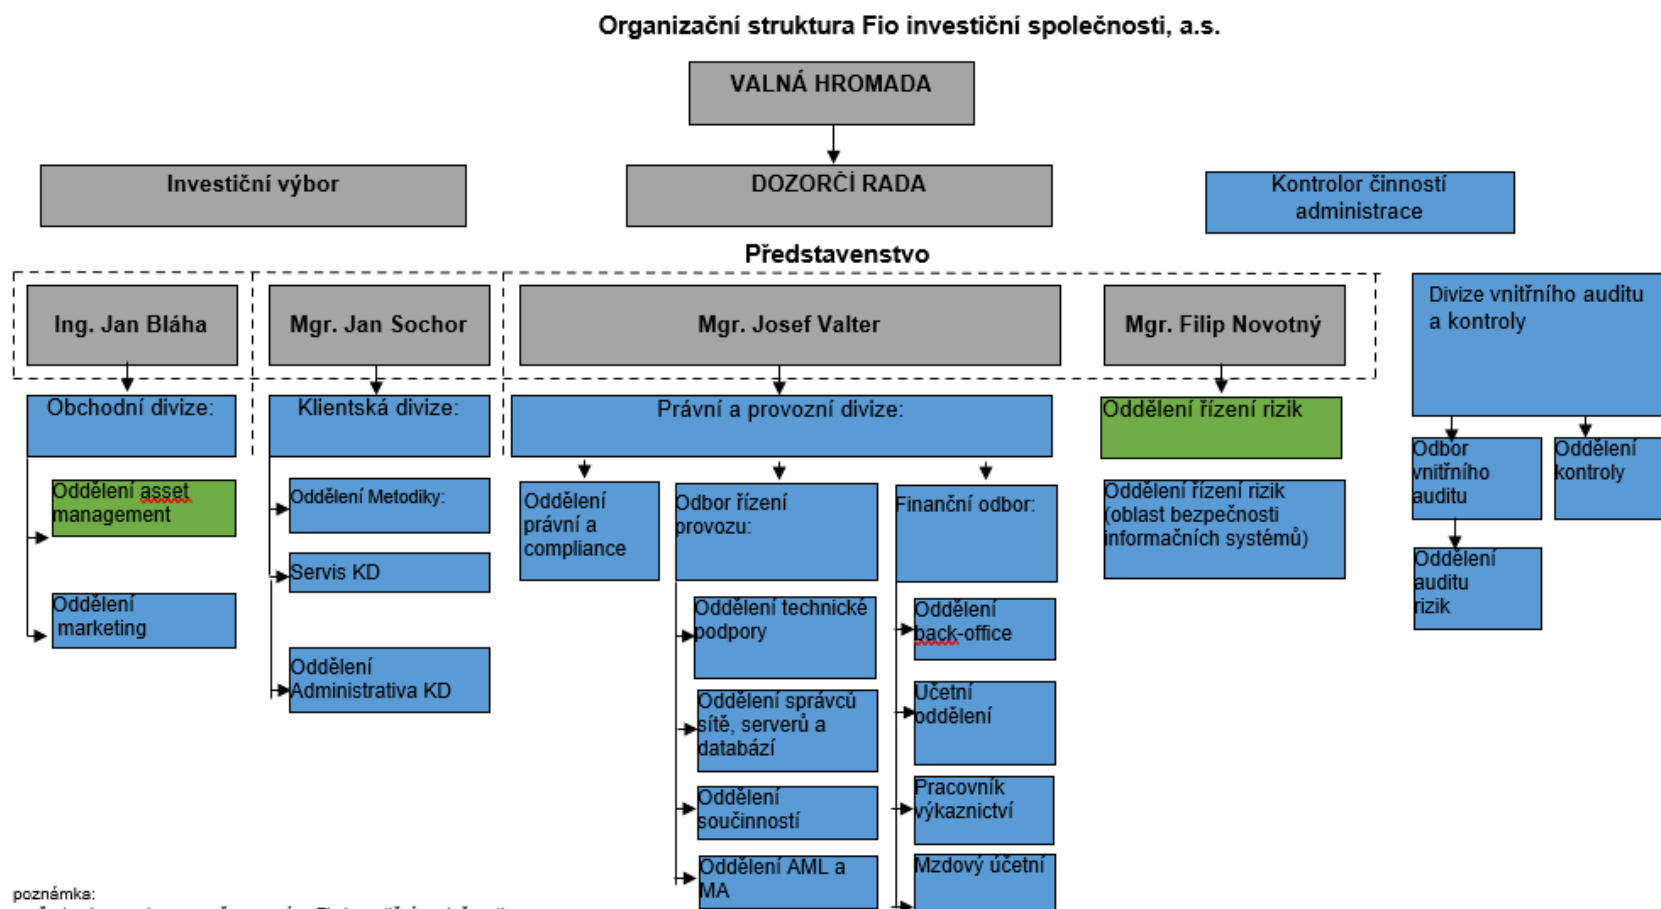 Organizační struktura Fio investiční společnosti, a.s.
VALNÁ HROMADA
Investiční výbor
DOZORČÍ RADA
Kontrolor činností
administrace
Představenstvo
Ing. Jan Bláha
Mgr. Jan Sochor
Mgr. Josef Valter
Mgr. Filip Novotný
Divize vnitřního auditu
a kontroly
Obchodní divize:
Klientská divize:
Právní a provozní divize:
Oddělení řízení rizik
Oddělení asset
management
Oddělení
marketing
Oddělení Metodiky:
Servis KD
Oddělení
Administrativa KD
Oddělení
právní a
compliance
Odbor řízení
provozu:
Oddělení technické
podpory
Oddělení správců
sítě, serverů a
databází
Oddělení
součinností
Oddělení AML a
MA
Finanční odbor:
Oddělení
back-office
Účetní
oddělení
Pracovník
výkaznictví
Mzdový účetní
Oddělení řízení rizik
(oblast bezpečnosti
informačních systémů)
Odbor
vnitřního
auditu
Oddělení
kontroly
Oddělení
auditu
rizik
poznámka: